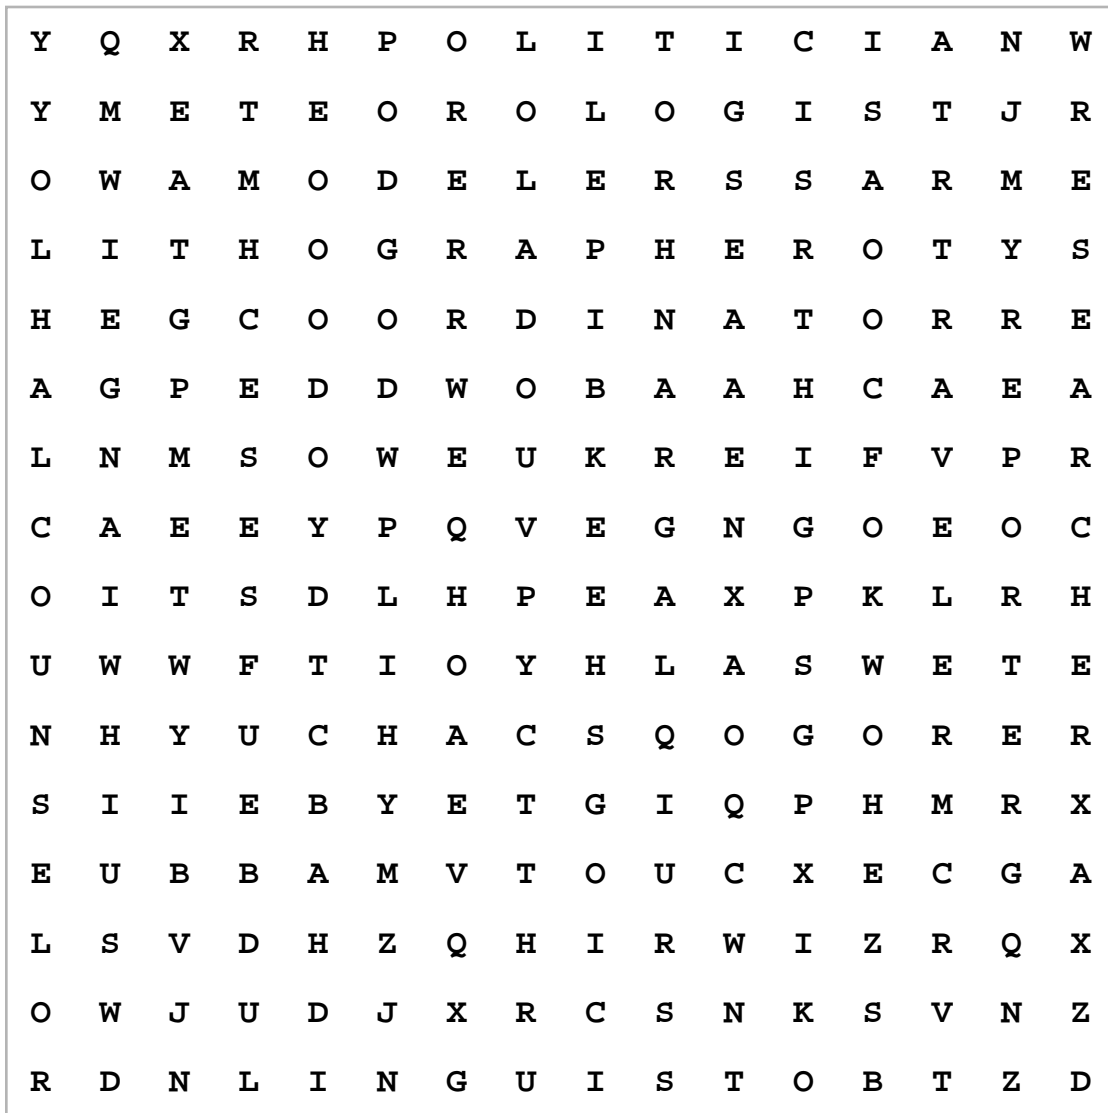 Y Q X R H P O L I T I C I A N W
Y M E T E O R O L O G I S T J R
O W A M O D E L E R S S A R M E
L I T H O G R A P H E R O T Y S
H E G C O O R D I N A T O R R E
A G P E D D W O B A A H C A E A
L N M S O W E U K R E I F V P R
C A E E Y P Q V E G N G O E O C
O I T S D L H P E A X P K L R H
U W W F T I O Y H L A S W E T E
N H Y U C H A C S Q O G O R E R
S I I E B Y E T G I Q P H M R X
E U B B A M V T O U C X E C G A
L S V D H Z Q H I R W I Z R Q X
O W J U D J X R C S N K S V N Z
R D N L I N G U I S T O B T Z D